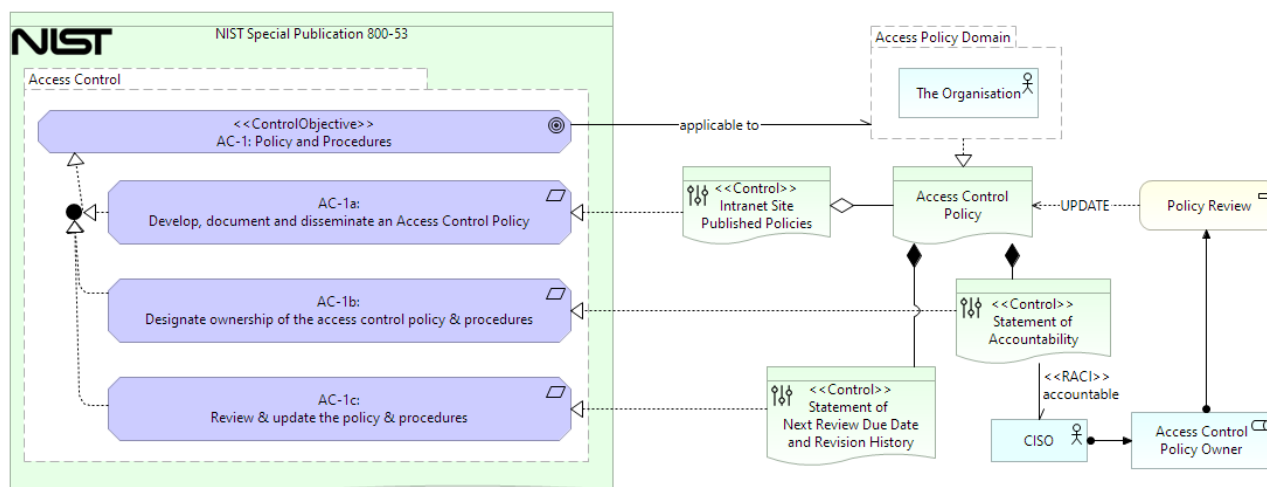 NIST
NIST Special Publication 800-53
Access Control
<<ControlObjective>>
AC-1: Policy and Procedures
AC-1a:
Develop, document and disseminate an Access Control Policy
AC-1b:
Designate ownership of the access control policy & procedures
AC-1c:
Review & update the policy & procedures
applicable to
Access Policy Domain
The Organisation
<<Control>>
Intranet Site
Published Policies
Access Control
Policy
UPDATE
Policy Review
<<Control>>
Statement of
Accountability
<<Control>>
Statement of
Next Review Due Date
and Revision History
<<RACI>>
accountable
CISO
Access Control
Policy Owner